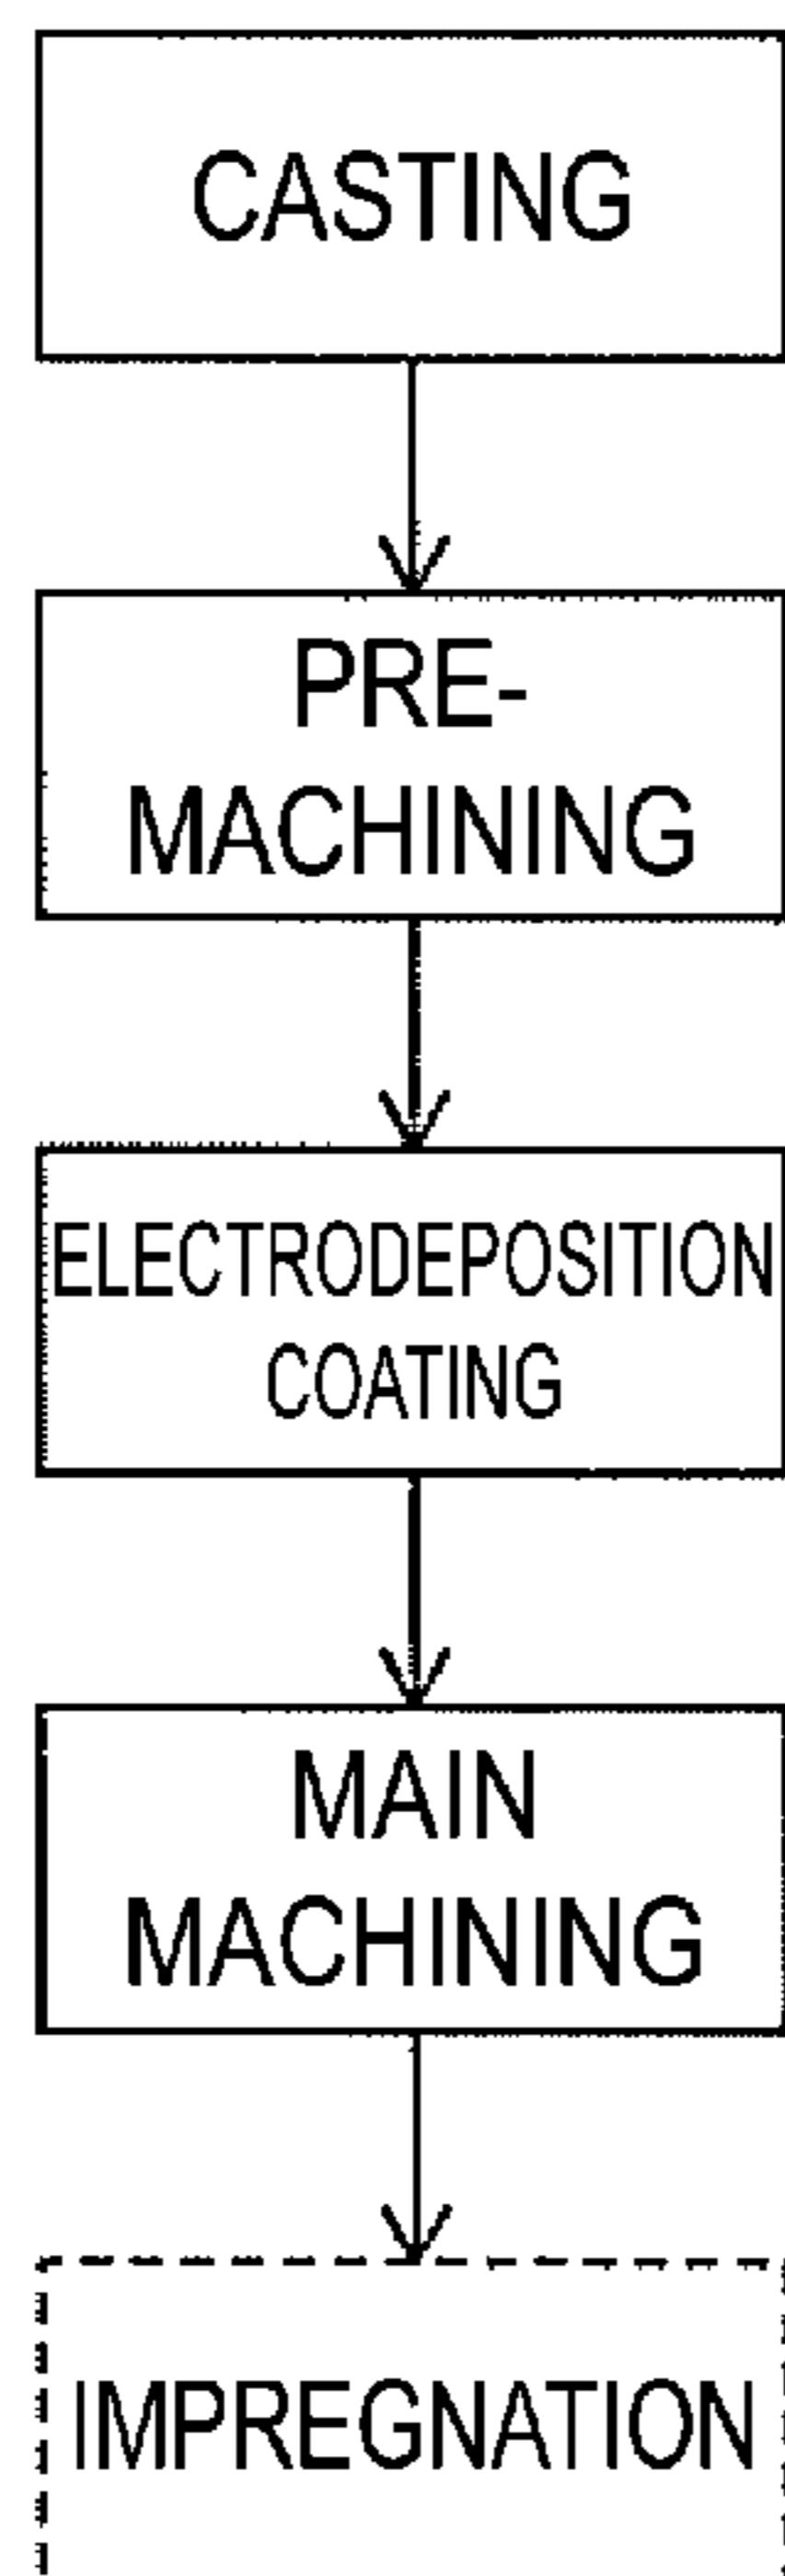 CASTING
PRE-
MACHINING
ELECTRODEPOSITION
COATING
MAIN
MACHINING
IMPREGNATION